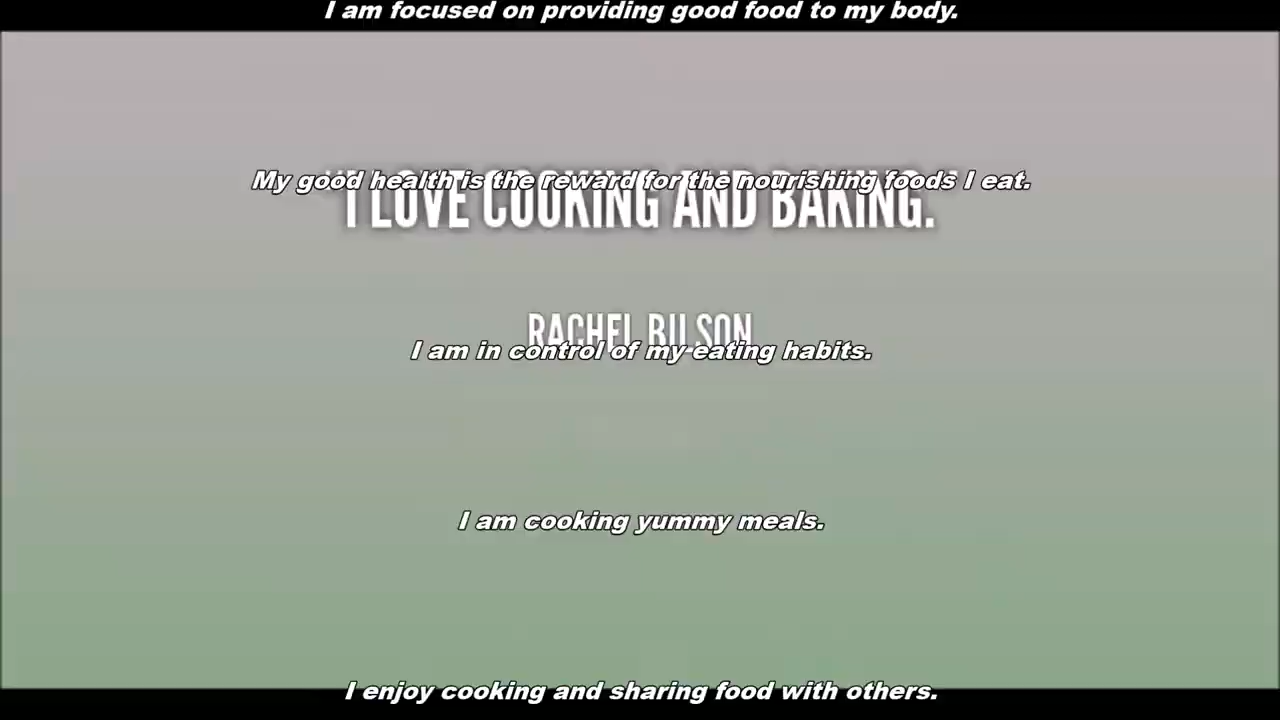 I am focused on providing good food to my body.
My good health is the reward for the nourishing foods I eat.
"I LOVE COOKING AND BAKING."
RACHEL BILSON
I am in control of my eating habits.
I am cooking yummy meals.
I enjoy cooking and sharing food with others.